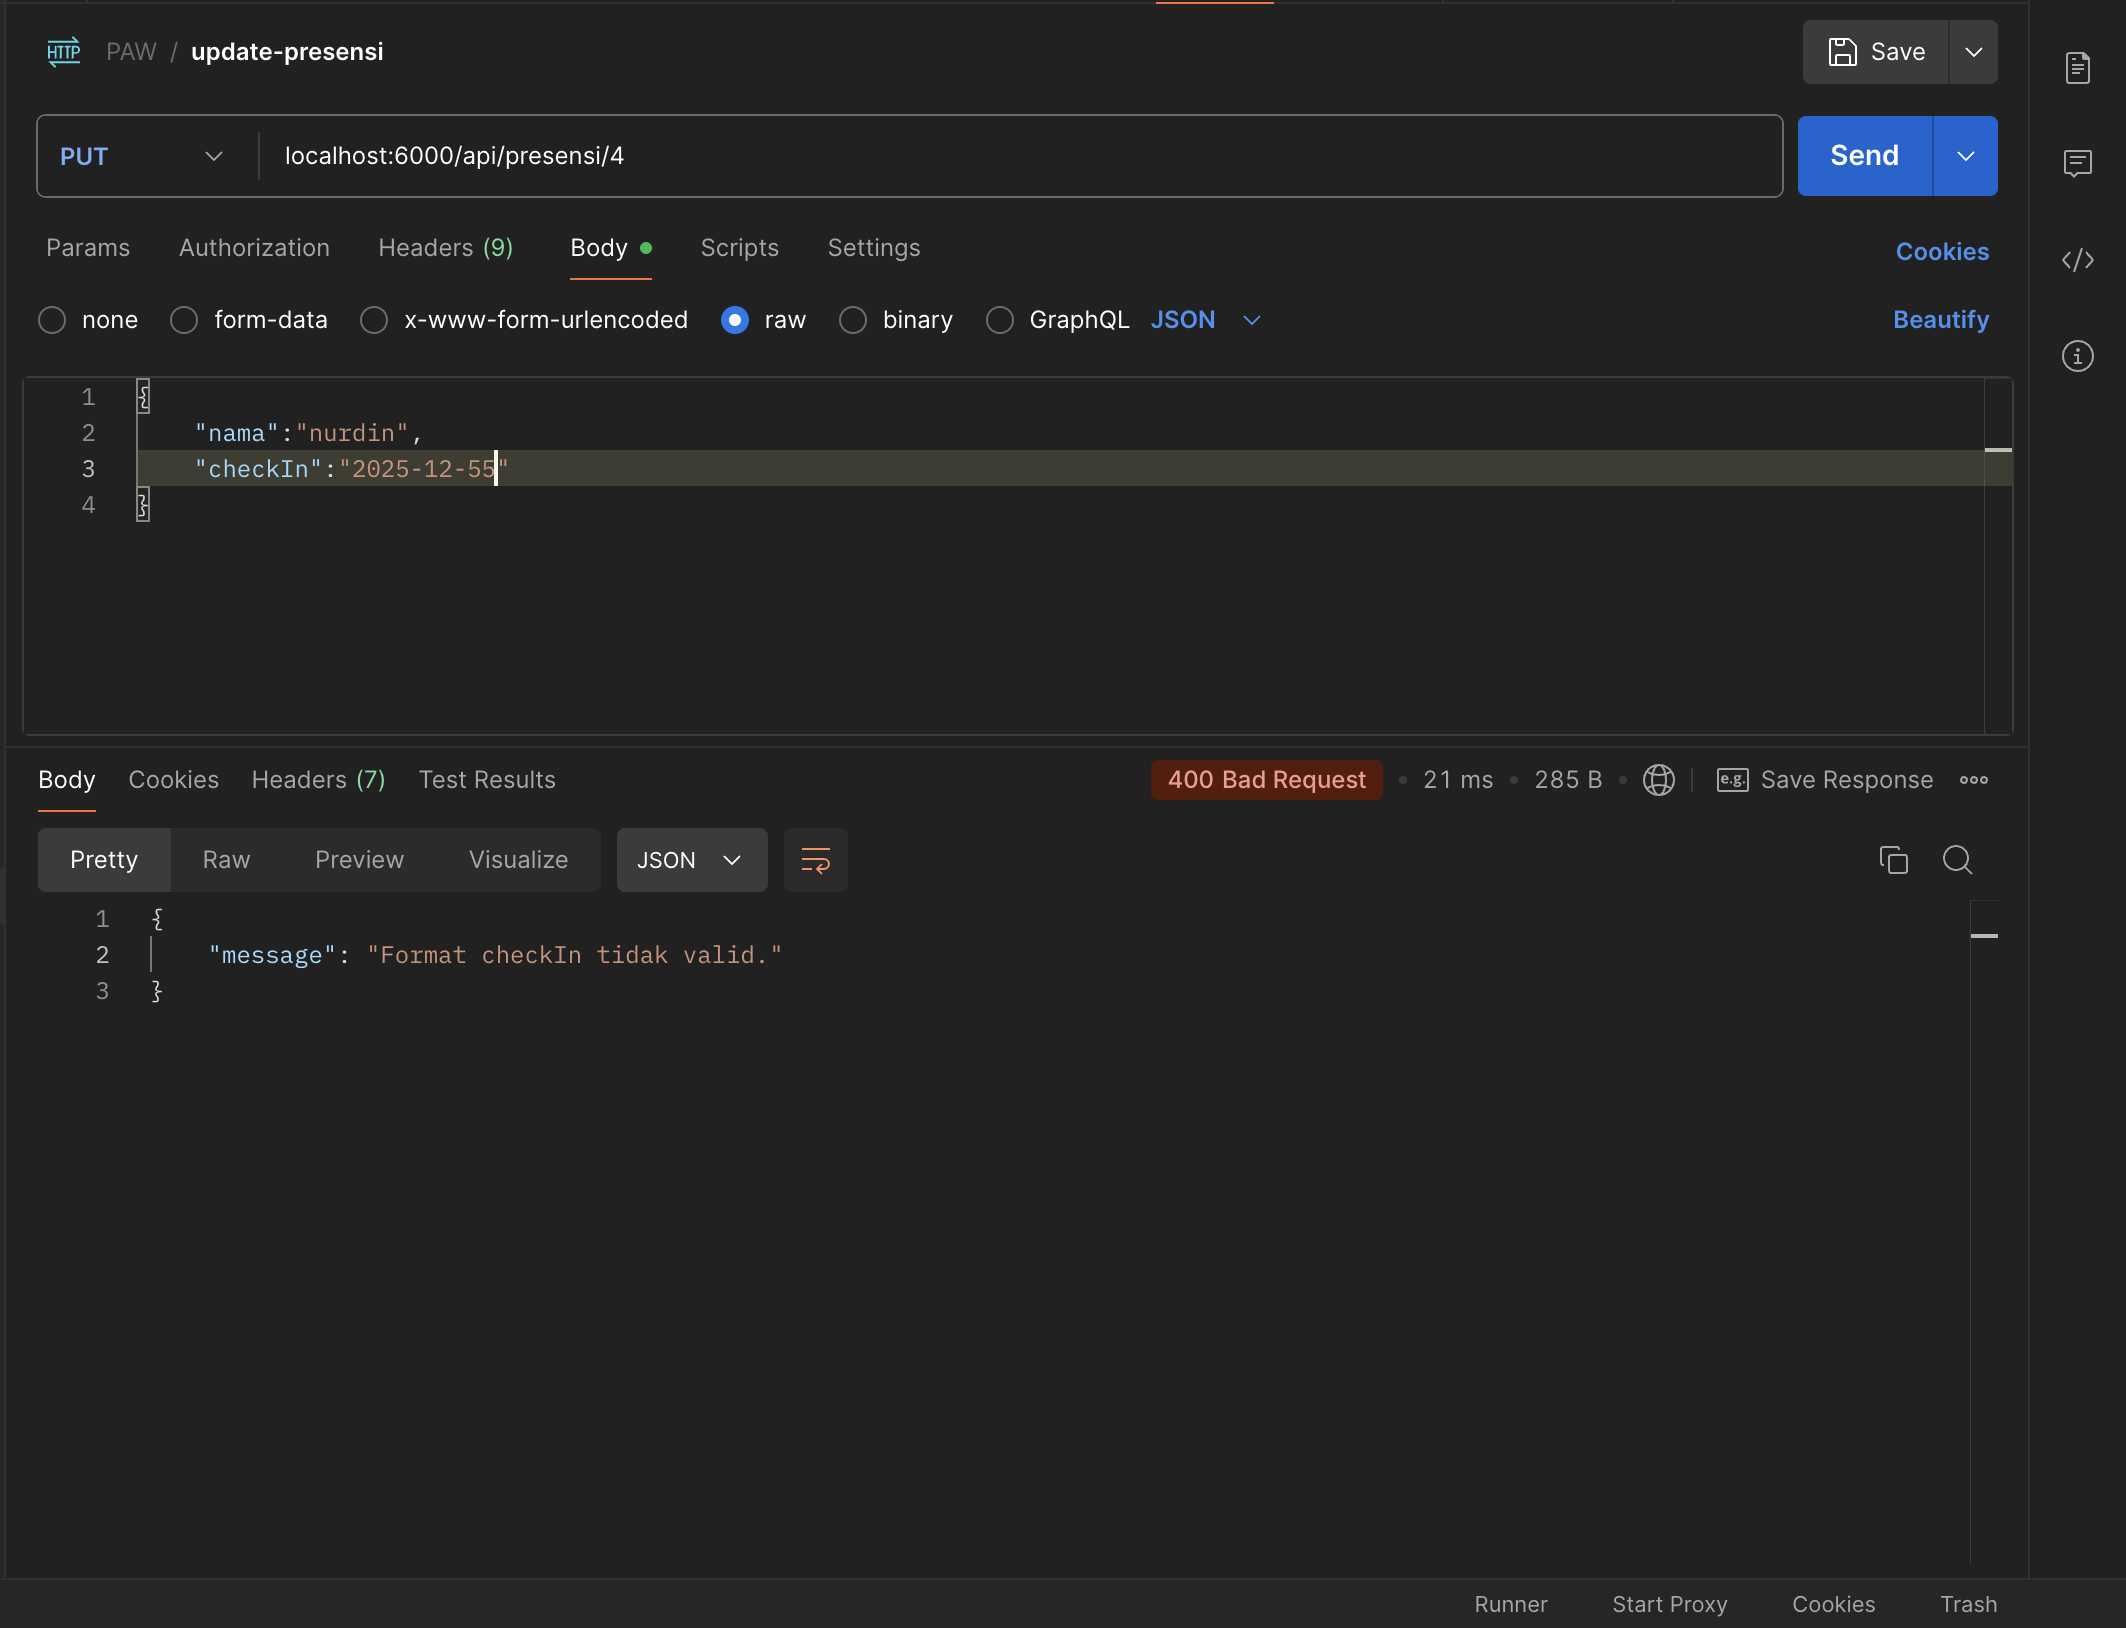 HTTP PAW / update-presensi Save
PUT localhost:6000/api/presensi/4 Send
Params Authorization Headers (9) Body Scripts Settings Cookies
none form-data x-www-form-urlencoded raw binary GraphQL JSON Beautify
1 {
2 "nama":"nurdin",
3 "checkIn":"2025-12-55"
4 }
Body Cookies Headers (7) Test Results 400 Bad Request • 21 ms • 285 B • e.g. Save Response
Pretty Raw Preview Visualize JSON
1 {
2 "message": "Format checkIn tidak valid."
3 }
Runner Start Proxy Cookies Trash